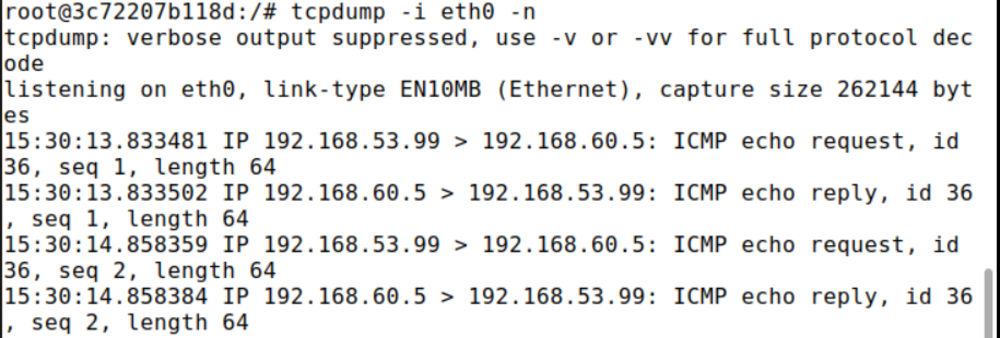 root@3c72207b118d:/# tcpdump -i eth0 -n
tcpdump: verbose output suppressed, use -v or -vv for full protocol dec
ode
listening on eth0, link-type EN10MB (Ethernet), capture size 262144 byt
es
15:30:13.833481 IP 192.168.53.99 > 192.168.60.5: ICMP echo request, id
36, seq 1, length 64
15:30:13.833502 IP 192.168.60.5 > 192.168.53.99: ICMP echo reply, id 36
, seq 1, length 64
15:30:14.858359 IP 192.168.53.99 > 192.168.60.5: ICMP echo request, id
36, seq 2, length 64
15:30:14.858384 IP 192.168.60.5 > 192.168.53.99: ICMP echo reply, id 36
, seq 2, length 64